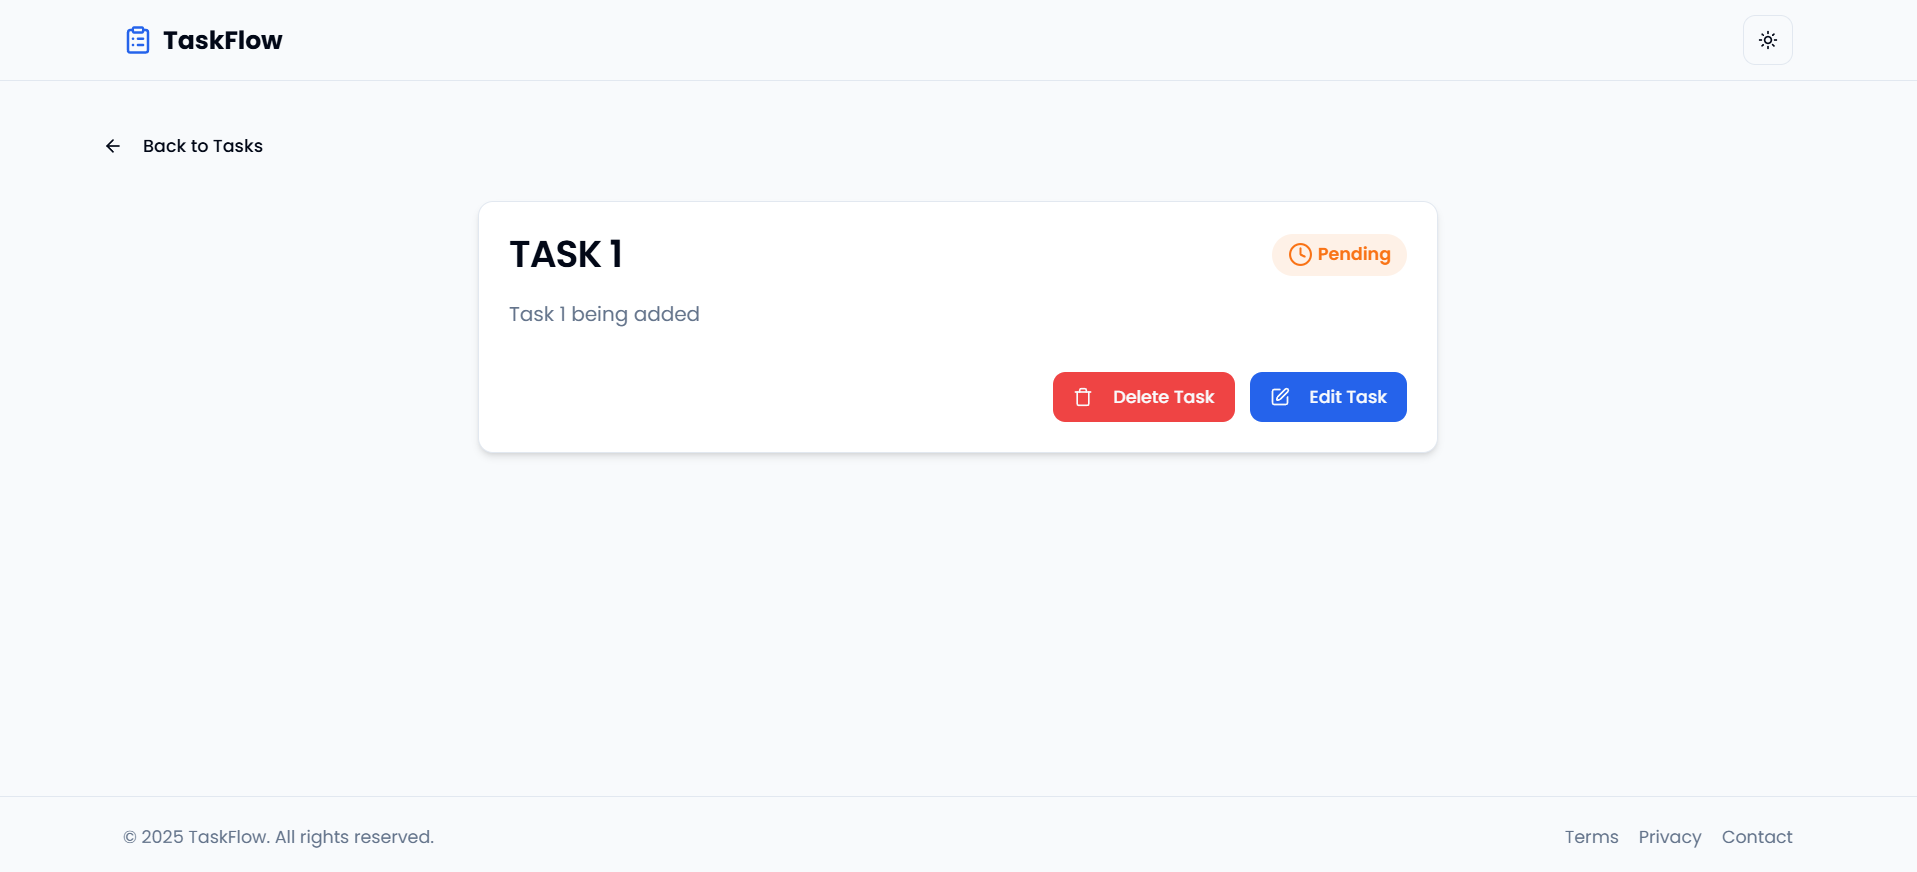 TaskFlow
Back to Tasks
TASK 1
Pending
Task 1 being added
Delete Task
Edit Task
© 2025 TaskFlow. All rights reserved.
Terms
Privacy
Contact